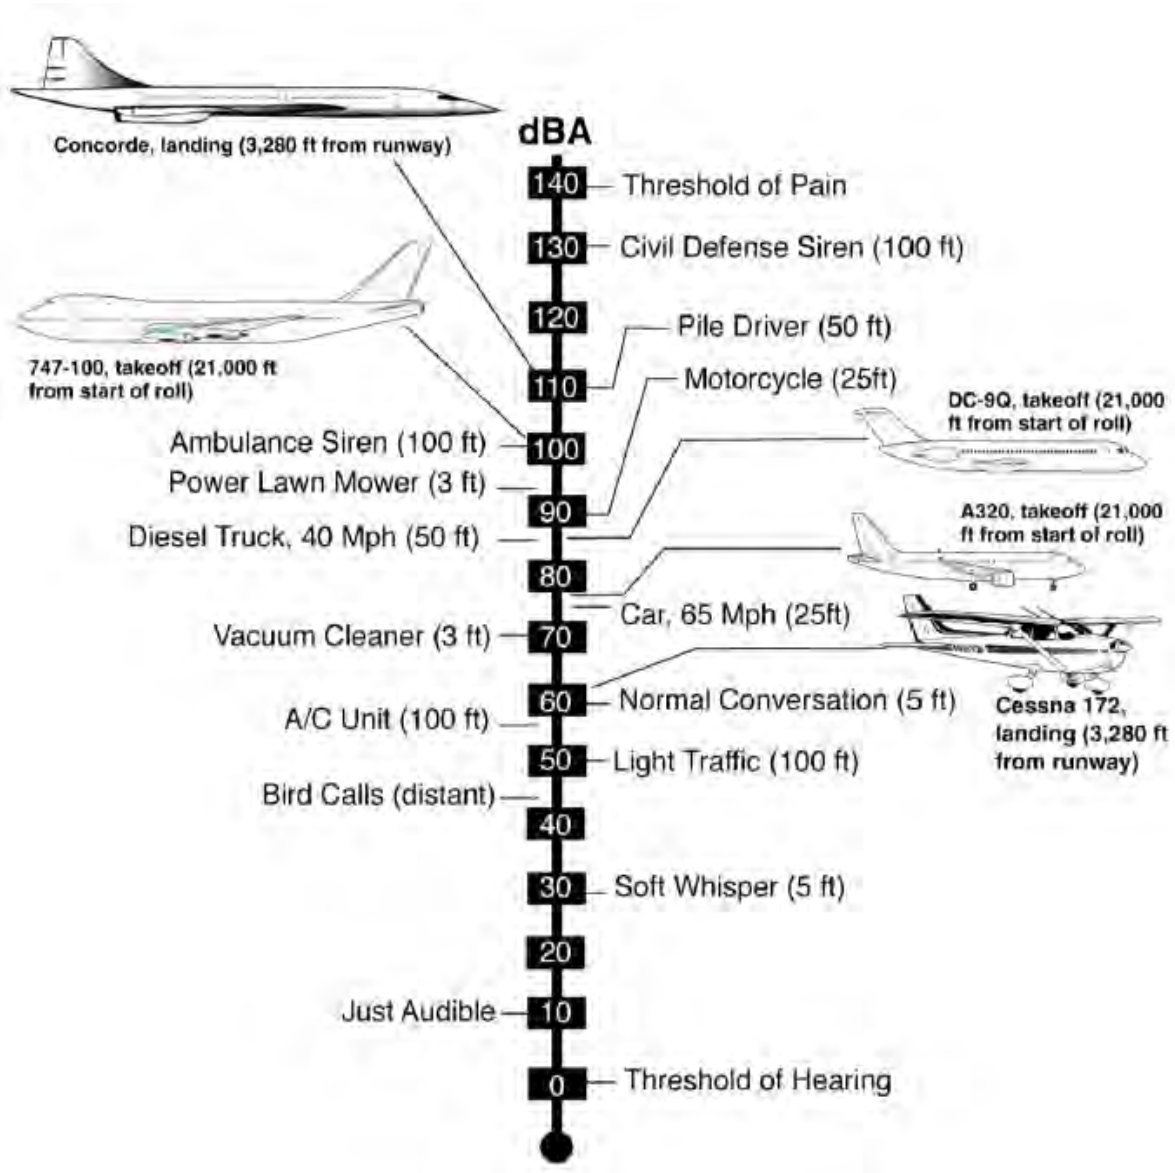 Concorde, landing (3,280 ft from runway)
dBA
140
Threshold of Pain
130
Civil Defense Siren (100 ft)
120
Pile Driver (50 ft)
747-100, takeoff (21,000 ft
from start of roll)
110
Motorcycle (25ft)
DC-9Q, takeoff (21,000
ft from start of roll)
Ambulance Siren (100 ft)
100
Power Lawn Mower (3 ft)
90
A320, takeoff (21,000
ft from start of roll)
Diesel Truck, 40 Mph (50 ft)
80
Car, 65 Mph (25ft)
Vacuum Cleaner (3 ft)
70
60
Normal Conversation (5 ft)
Cessna 172,
landing (3,280 ft
from runway)
A/C Unit (100 ft)
50
Light Traffic (100 ft)
Bird Calls (distant)
40
30
Soft Whisper (5 ft)
20
Just Audible
10
0
Threshold of Hearing